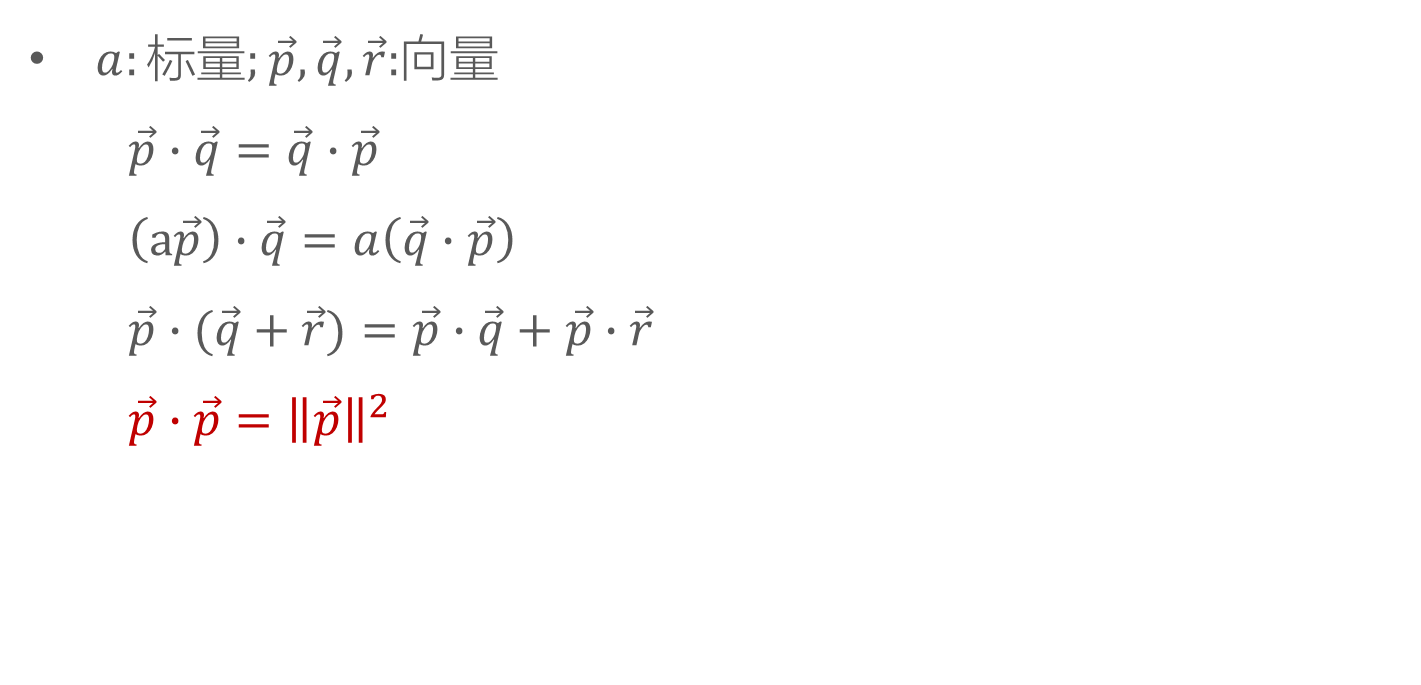 • a: 标量; p⃗, q⃗, r⃗:向量
p⃗ · q⃗ = q⃗ · p⃗
(ap⃗) · q⃗ = a(q⃗ · p⃗)
p⃗ · (q⃗ + r⃗) = p⃗ · q⃗ + p⃗ · r⃗
p⃗ · p⃗ = ‖p⃗‖²